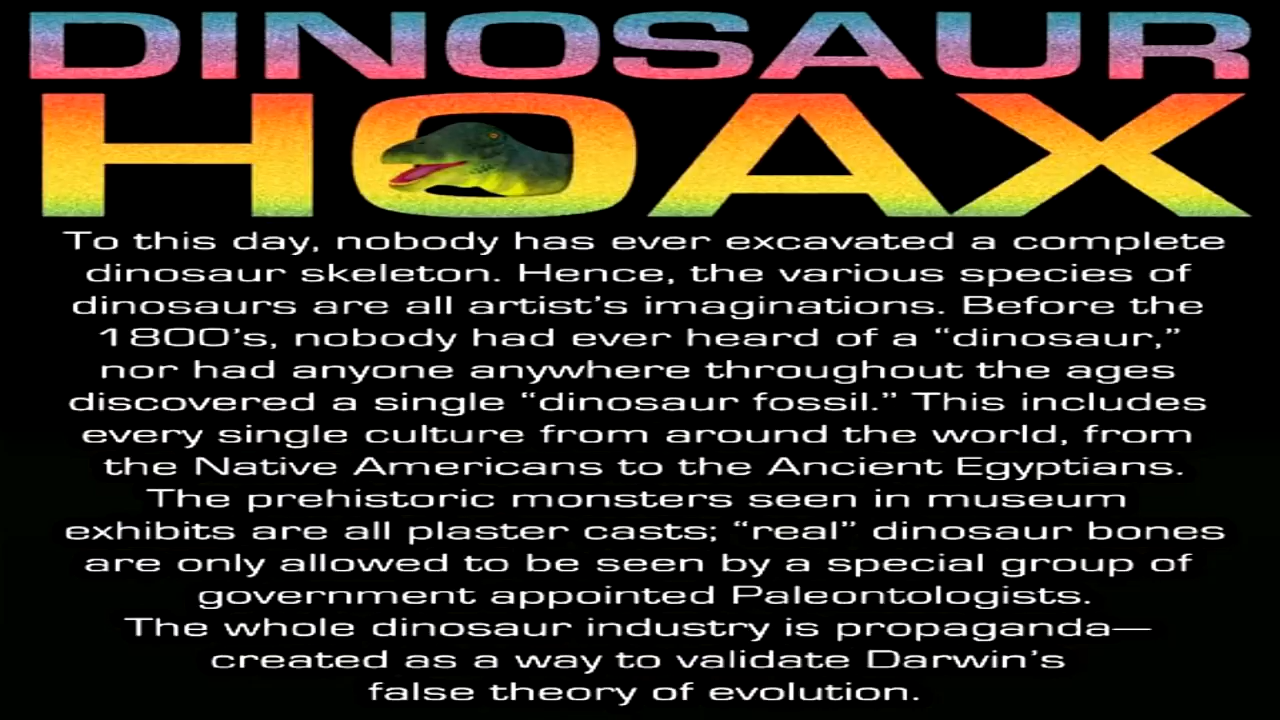 DINOSAUR
HOAX
To this day, nobody has ever excavated a complete
dinosaur skeleton. Hence, the various species of
dinosaurs are all artist's imaginations. Before the
1800's, nobody had ever heard of a “dinosaur,”
nor had anyone anywhere throughout the ages
discovered a single “dinosaur fossil.” This includes
every single culture from around the world, from
the Native Americans to the Ancient Egyptians.
The prehistoric monsters seen in museum
exhibits are all plaster casts; “real” dinosaur bones
are only allowed to be seen by a special group of
government appointed Paleontologists.
The whole dinosaur industry is propaganda—
created as a way to validate Darwin's
false theory of evolution.